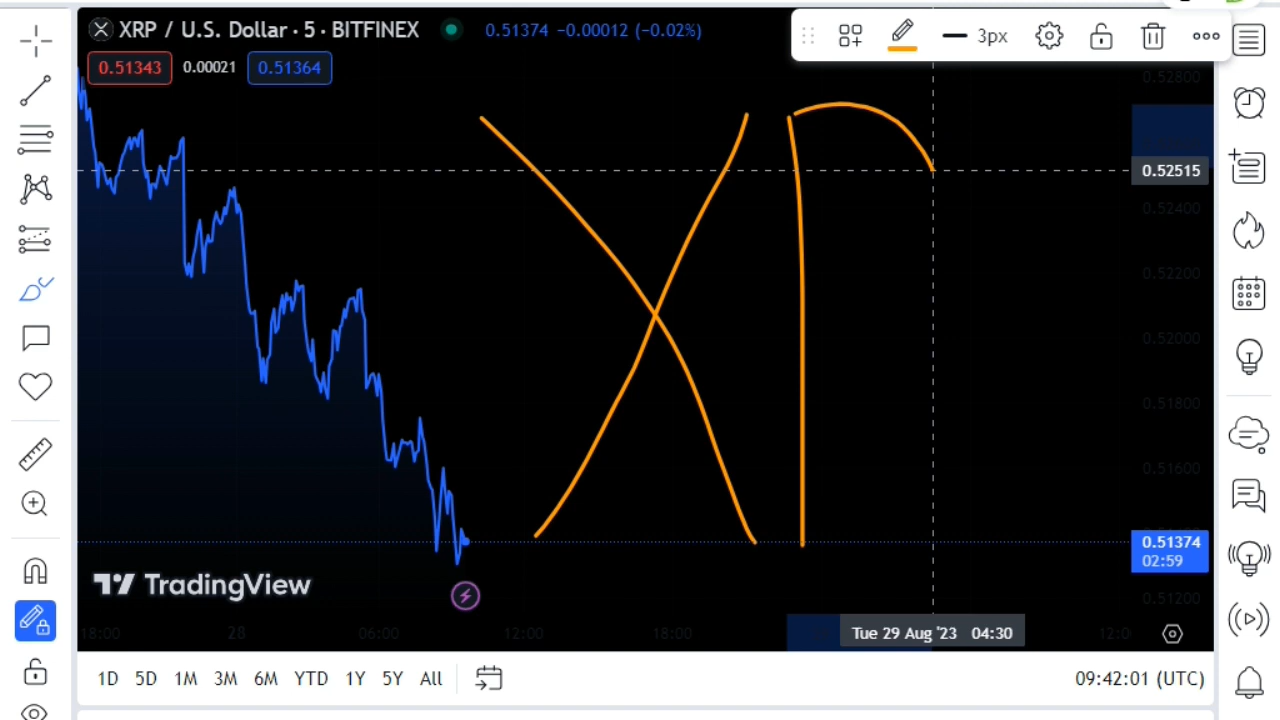 XRP / U.S. Dollar · 5 · BITFINEX 0.51374 −0.00012 (−0.02%)
3px
0.51343 0.00021 0.51364
0.52800
0.52515
0.52400
0.52200
0.52000
0.51800
0.51600
0.51374
02:59
0.51200
TradingView
18:00 28 06:00 12:00 18:00 Tue 29 Aug '23 04:30 12:0
1D 5D 1M 3M 6M YTD 1Y 5Y All 09:42:01 (UTC)